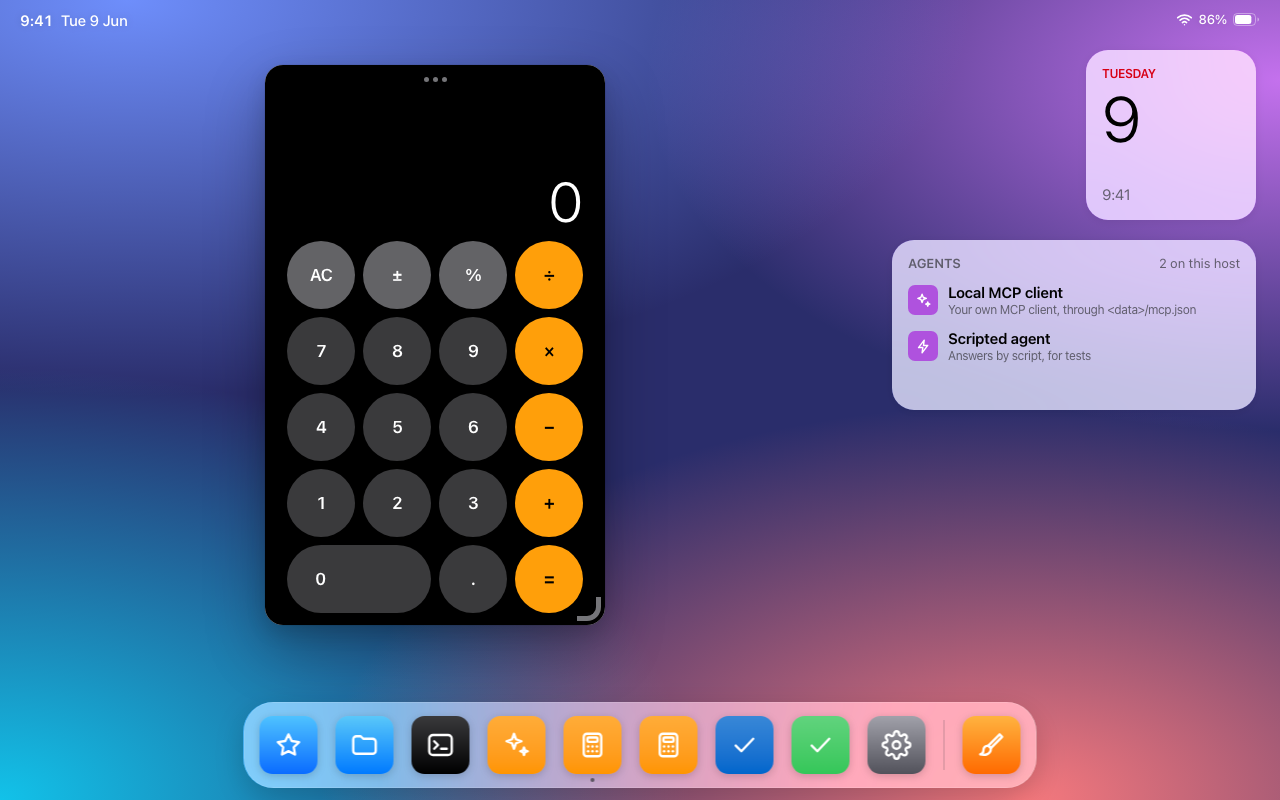 9:41 Tue 9 Jun
86%
TUESDAY
9
9:41
0
AC ± % ÷
7 8 9 ×
4 5 6 −
1 2 3 +
0 . =
AGENTS 2 on this host
Local MCP client
Your own MCP client, through <data>/mcp.json
Scripted agent
Answers by script, for tests